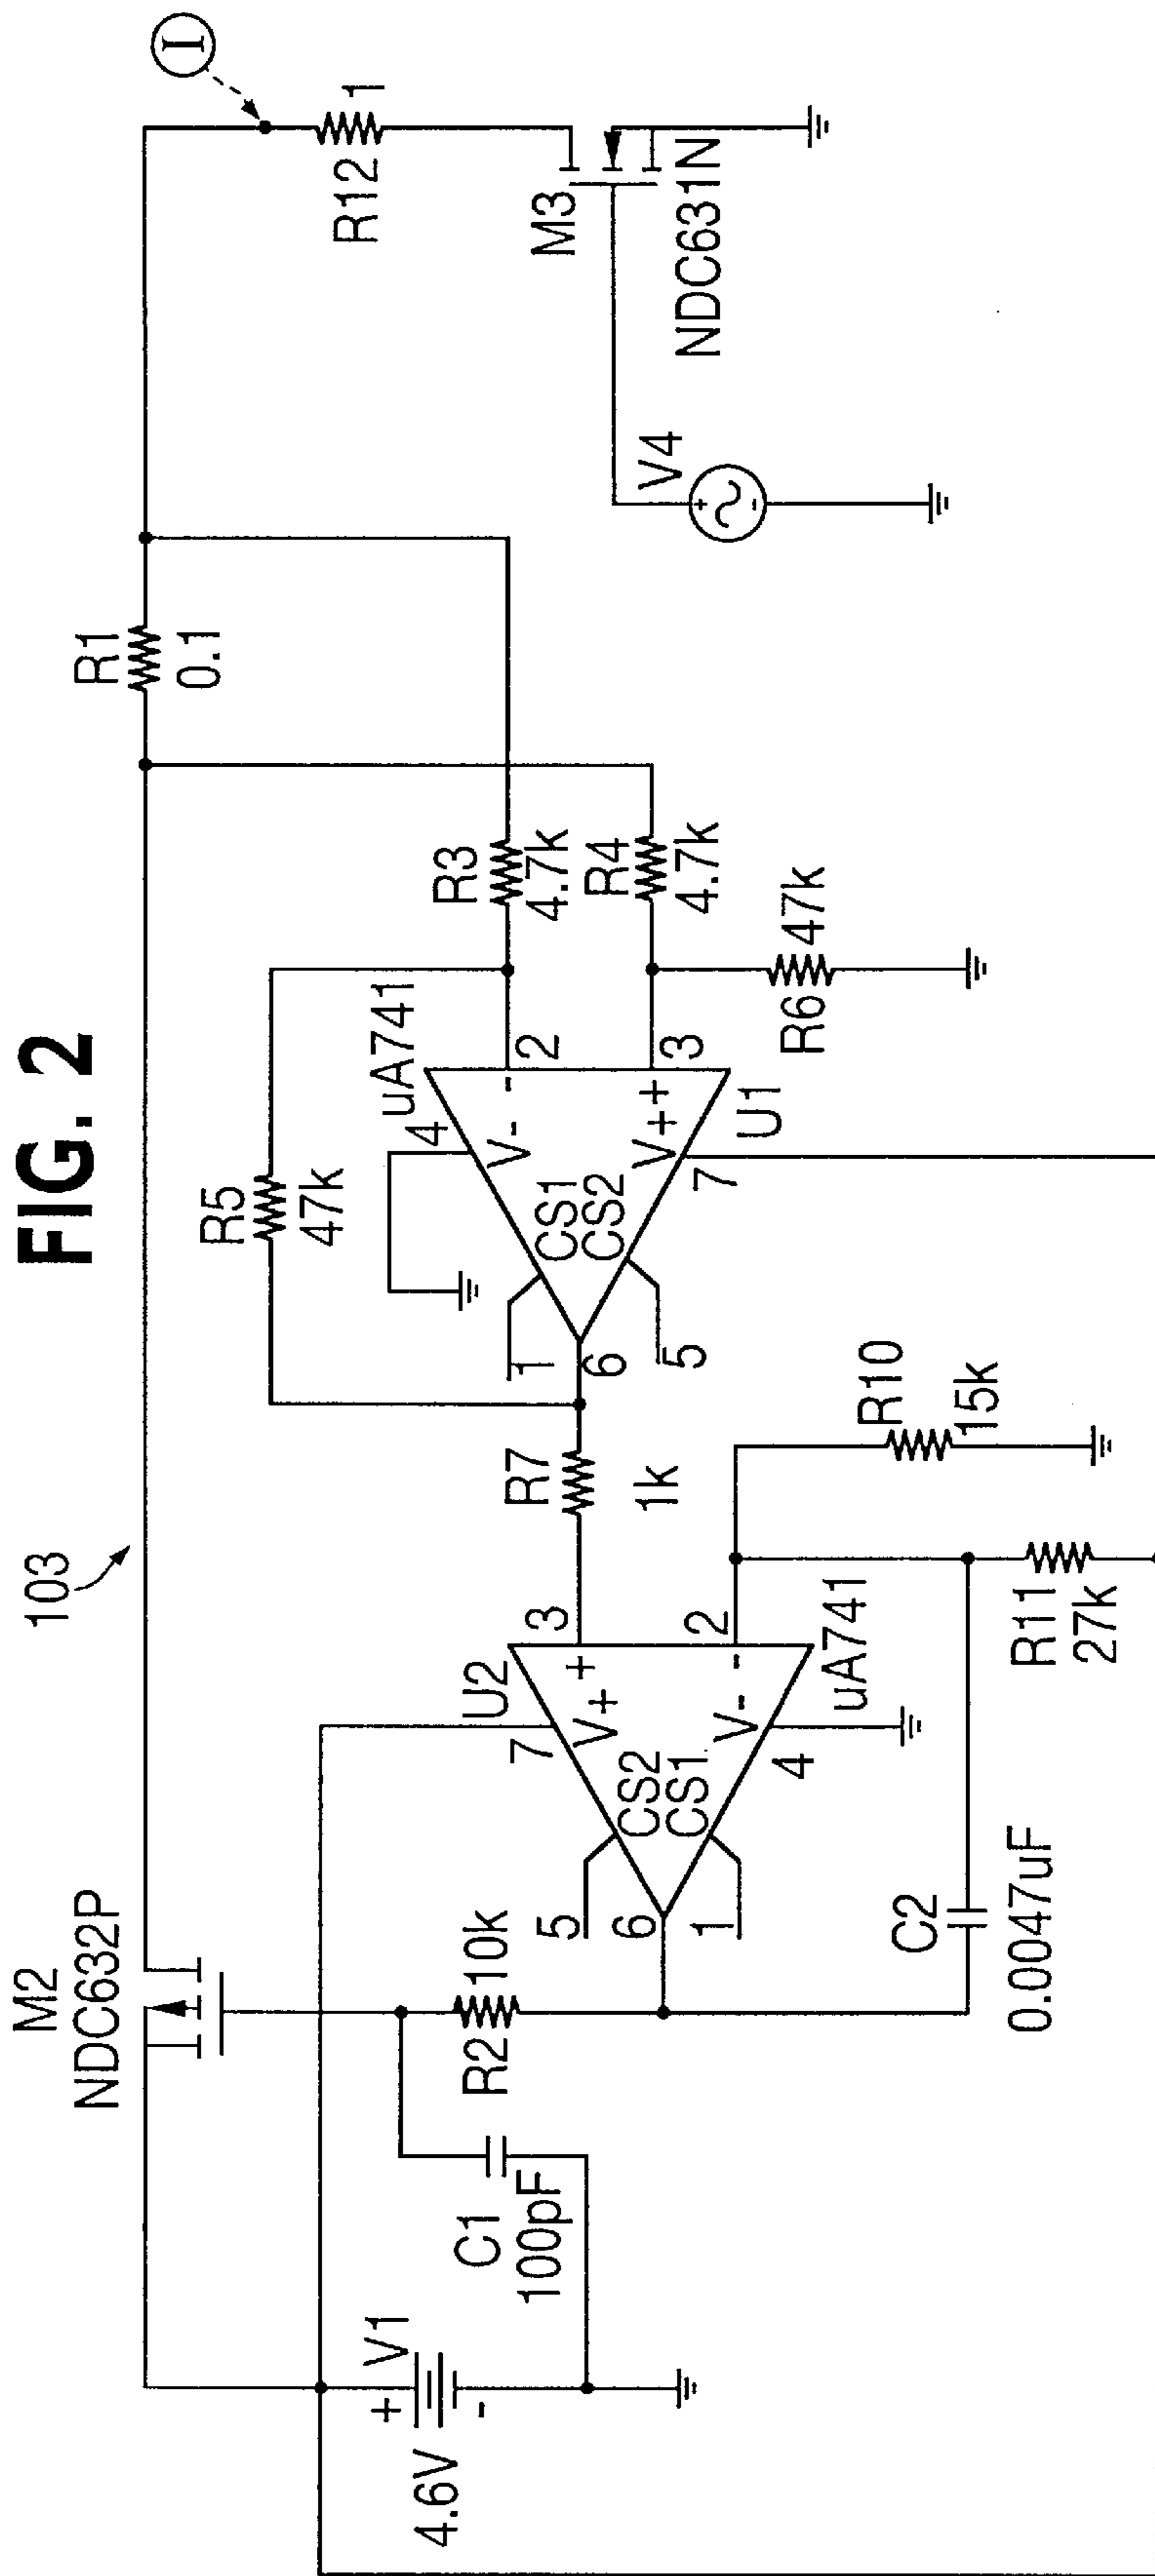 FIG. 2
103
M2
NDC632P
R1
0.1
I
R12
1
M3
NDC631N
V4
+
-
R3
4.7k
R4
4.7k
R5
47k
R6
47k
uA741
4
V-
-
2
+
3
V+
7
CS1
CS2
1
6
5
U1
R7
1k
U2
7
V+
+
3
-
2
V-
4
uA741
CS2
CS1
5
6
1
R10
15k
R11
27k
C2
0.0047uF
R2
10k
C1
100pF
+
V1
-
4.6V